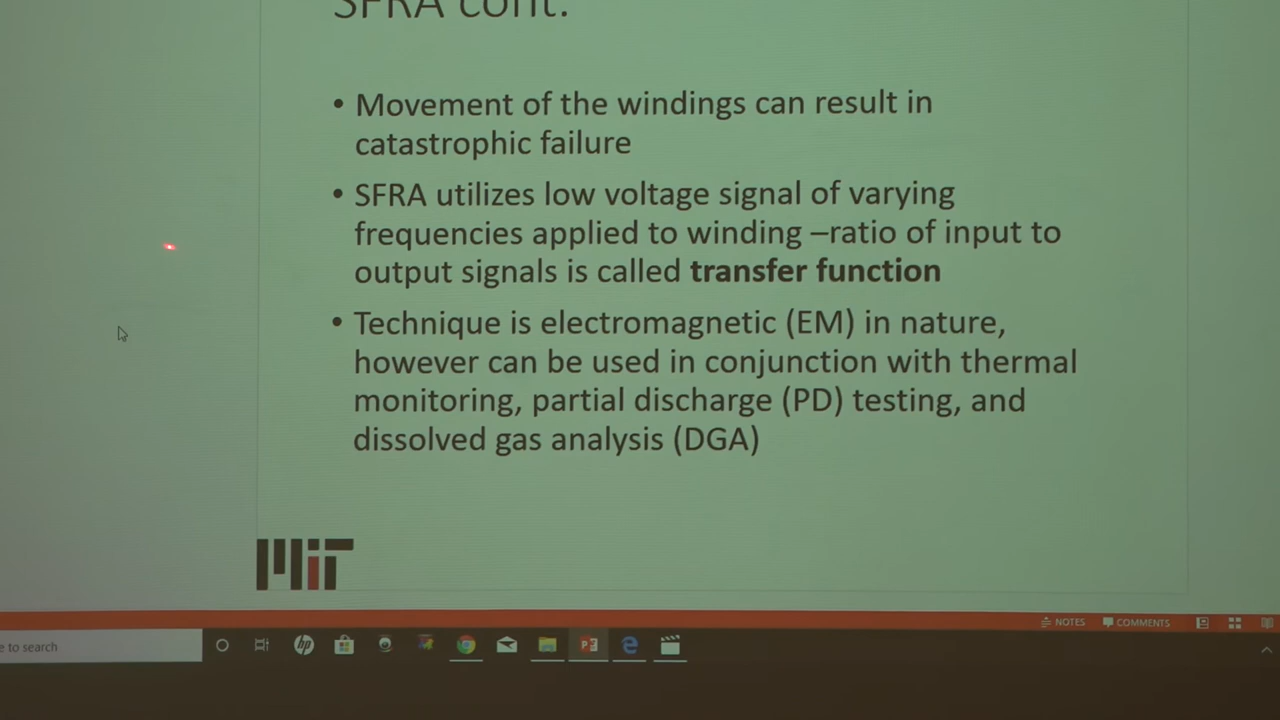 SFRA cont.
• Movement of the windings can result in
catastrophic failure
• SFRA utilizes low voltage signal of varying
frequencies applied to winding –ratio of input to
output signals is called transfer function
• Technique is electromagnetic (EM) in nature,
however can be used in conjunction with thermal
monitoring, partial discharge (PD) testing, and
dissolved gas analysis (DGA)
MIT
NOTES COMMENTS
e to search
hp